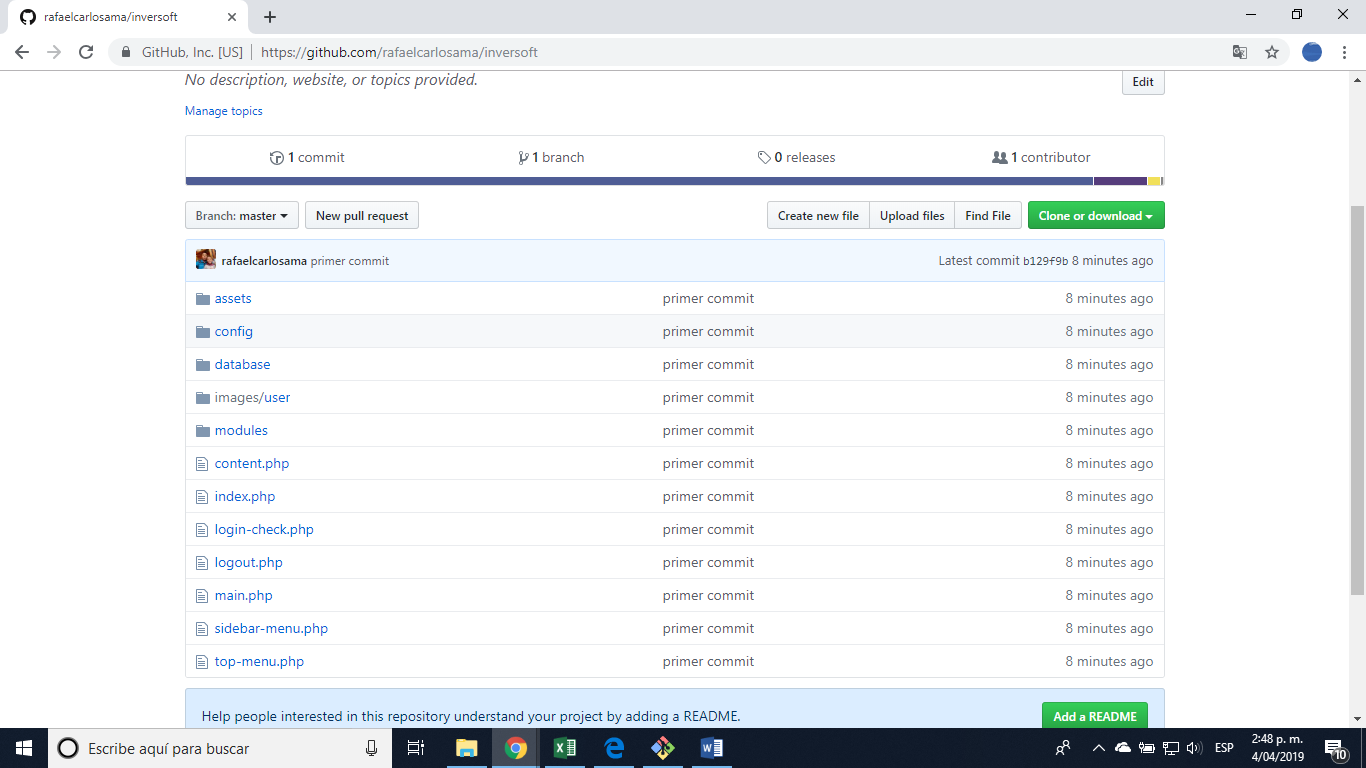 rafaelcarlosama/inversoft
GitHub, Inc. [US] https://github.com/rafaelcarlosama/inversoft
No description, website, or topics provided. Edit
Manage topics
1 commit 1 branch 0 releases 1 contributor
Branch: master New pull request Create new file Upload files Find File Clone or download
rafaelcarlosama primer commit Latest commit b129f9b 8 minutes ago
assets primer commit 8 minutes ago
config primer commit 8 minutes ago
database primer commit 8 minutes ago
images/user primer commit 8 minutes ago
modules primer commit 8 minutes ago
content.php primer commit 8 minutes ago
index.php primer commit 8 minutes ago
login-check.php primer commit 8 minutes ago
logout.php primer commit 8 minutes ago
main.php primer commit 8 minutes ago
sidebar-menu.php primer commit 8 minutes ago
top-menu.php primer commit 8 minutes ago
Help people interested in this repository understand your project by adding a README. Add a README
Escribe aquí para buscar ESP 2:48 p. m.
4/04/2019 10